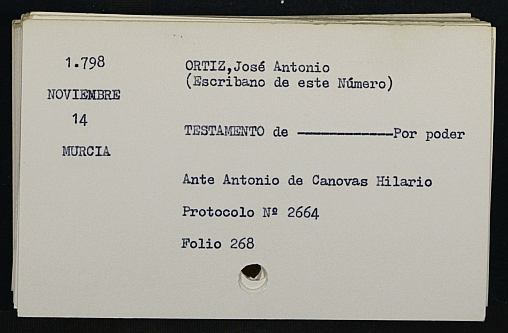 1.798
NOVIEMBRE
14
MURCIA
ORTIZ,José Antonio
(Escribano de este Número)
TESTAMENTO de ————————Por poder
Ante Antonio de Canovas Hilario
Protocolo Nº 2664
Folio 268